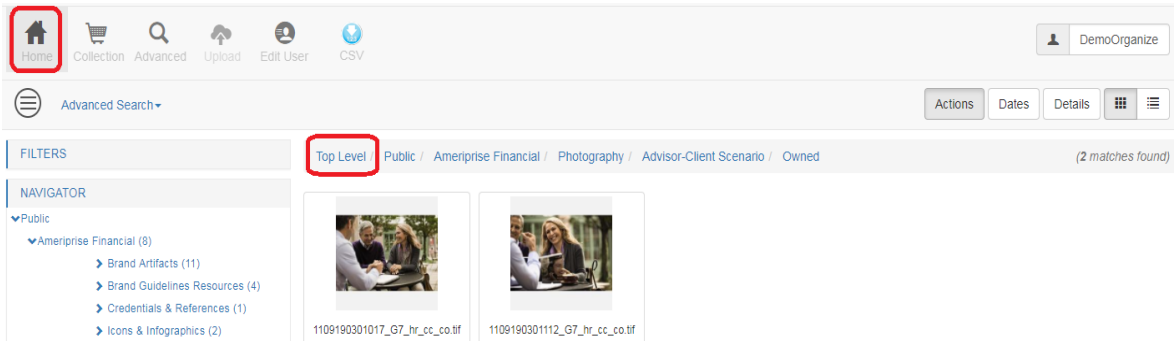 Home Collection Advanced Upload Edit User CSV DemoOrganize
Advanced Search Actions Dates Details
FILTERS
Top Level / Public / Ameriprise Financial / Photography / Advisor-Client Scenario / Owned (2 matches found)
NAVIGATOR
Public
Ameriprise Financial (8)
Brand Artifacts (11)
Brand Guidelines Resources (4)
Credentials & References (1)
Icons & Infographics (2)
1109190301017_G7_hr_cc_co.tif 1109190301112_G7_hr_cc_co.tif